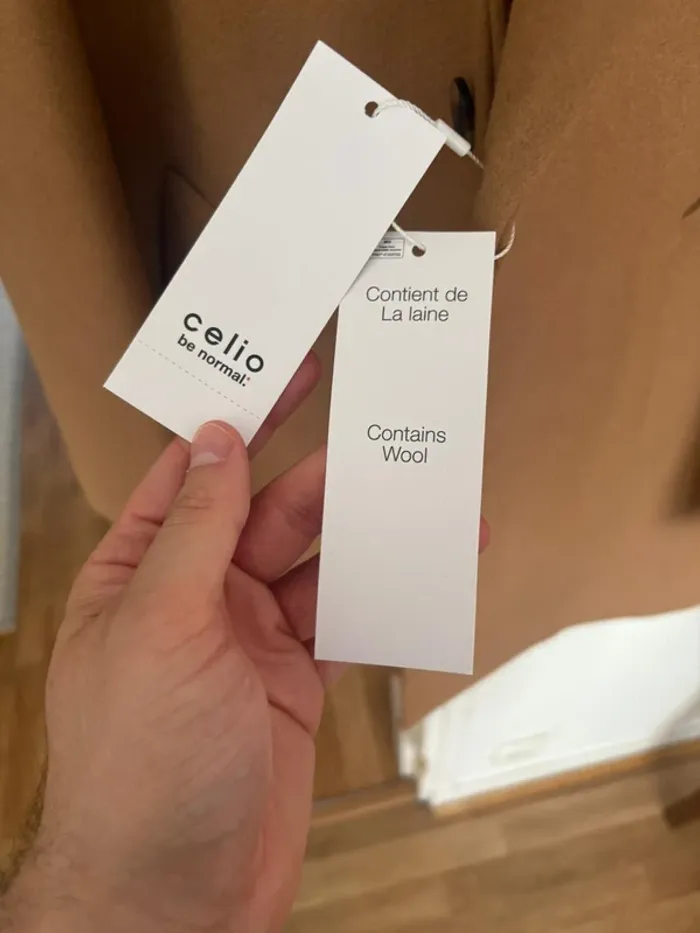 celio
be normal.*
Contient de
La laine
Contains
Wool